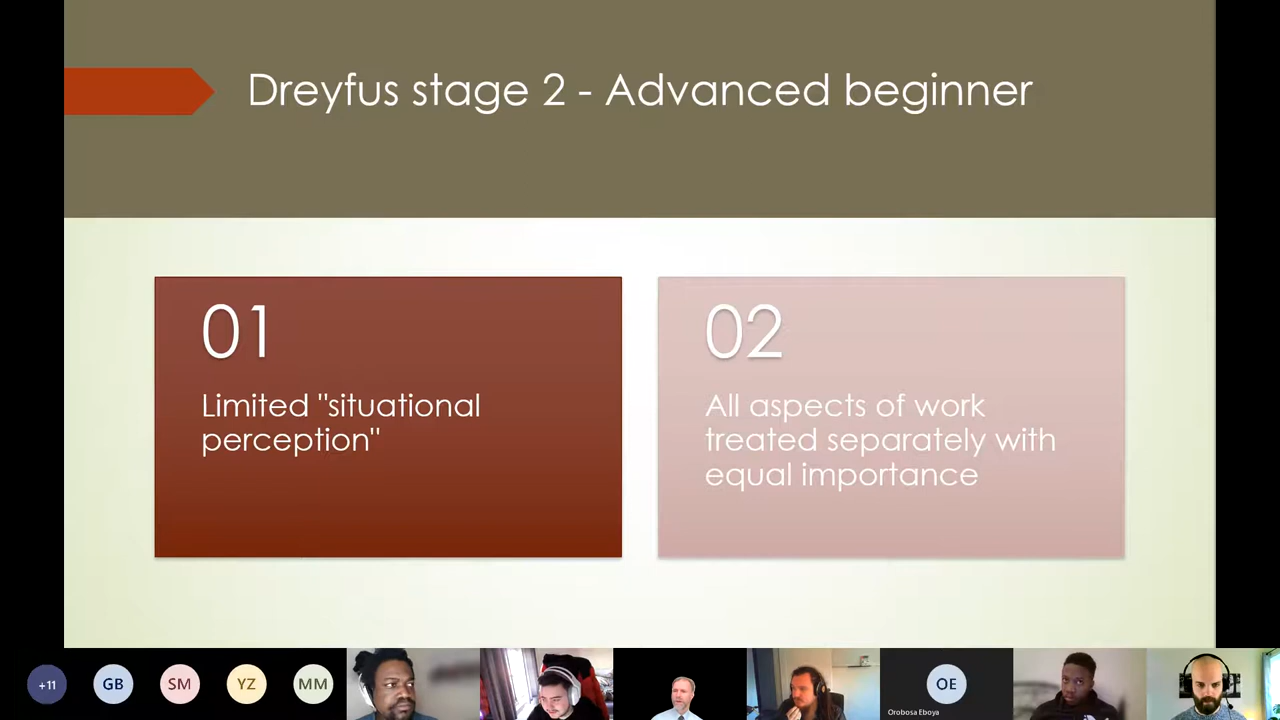 Dreyfus stage 2 - Advanced beginner
01
Limited "situational
perception"
02
All aspects of work
treated separately with
equal importance
+11
GB
SM
YZ
MM
OE
Orobosa Eboya